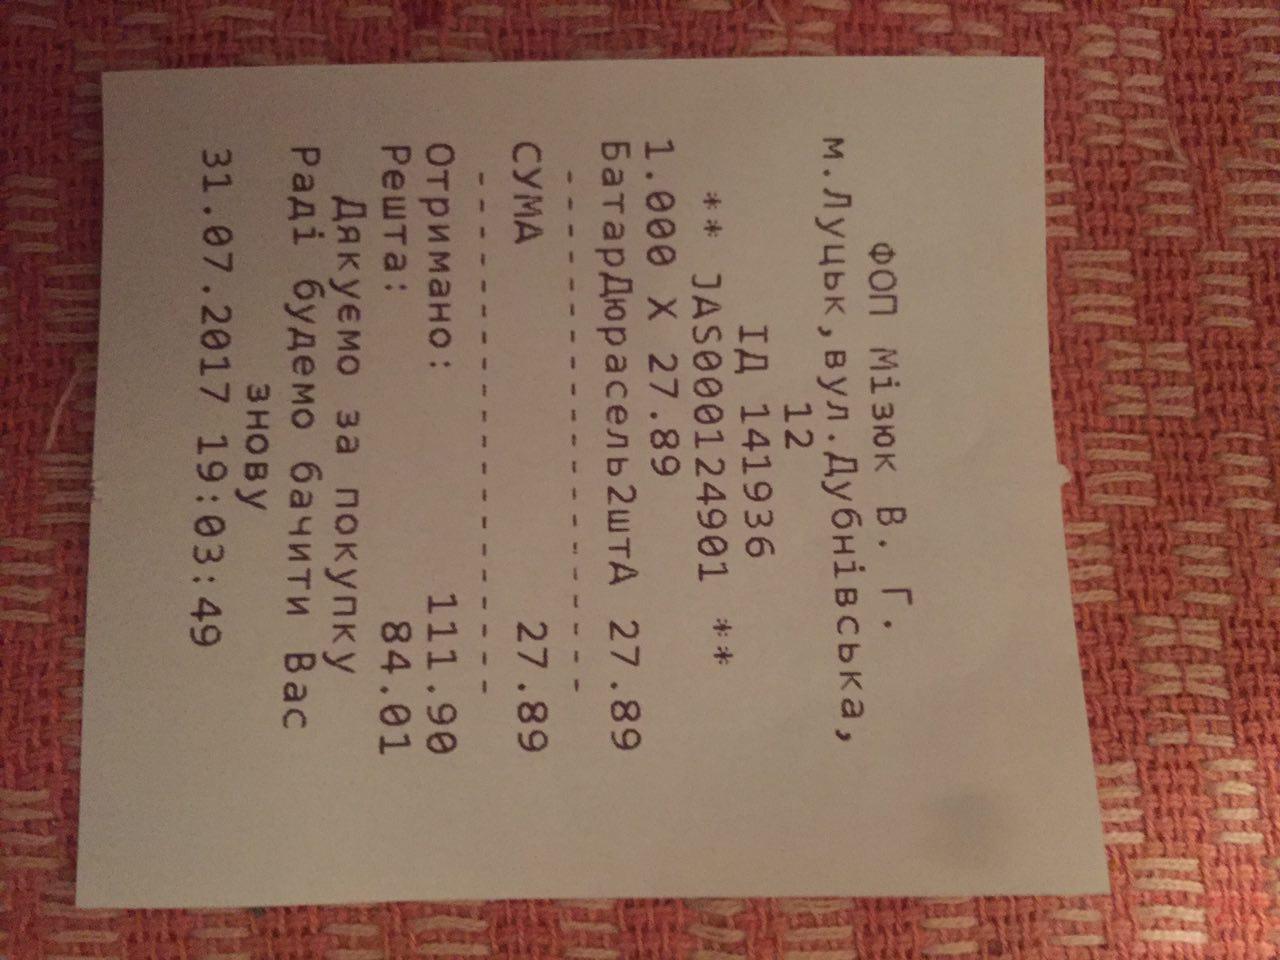 ФОП Мізюк В. Г.
м.Луцьк,вул.Дубнівська,
12
ІД 141936
** JAS000124901 **
1.000 X 27.89
БатарДюрасель2штА 27.89
- - - - - - - - - - - - - - - - - -
СУМА 27.89
- - - - - - - - - - - - - - - - - -
Отримано: 111.90
Решта: 84.01
Дякуємо за покупку
Раді будемо бачити Вас
знову
31.07.2017 19:03:49